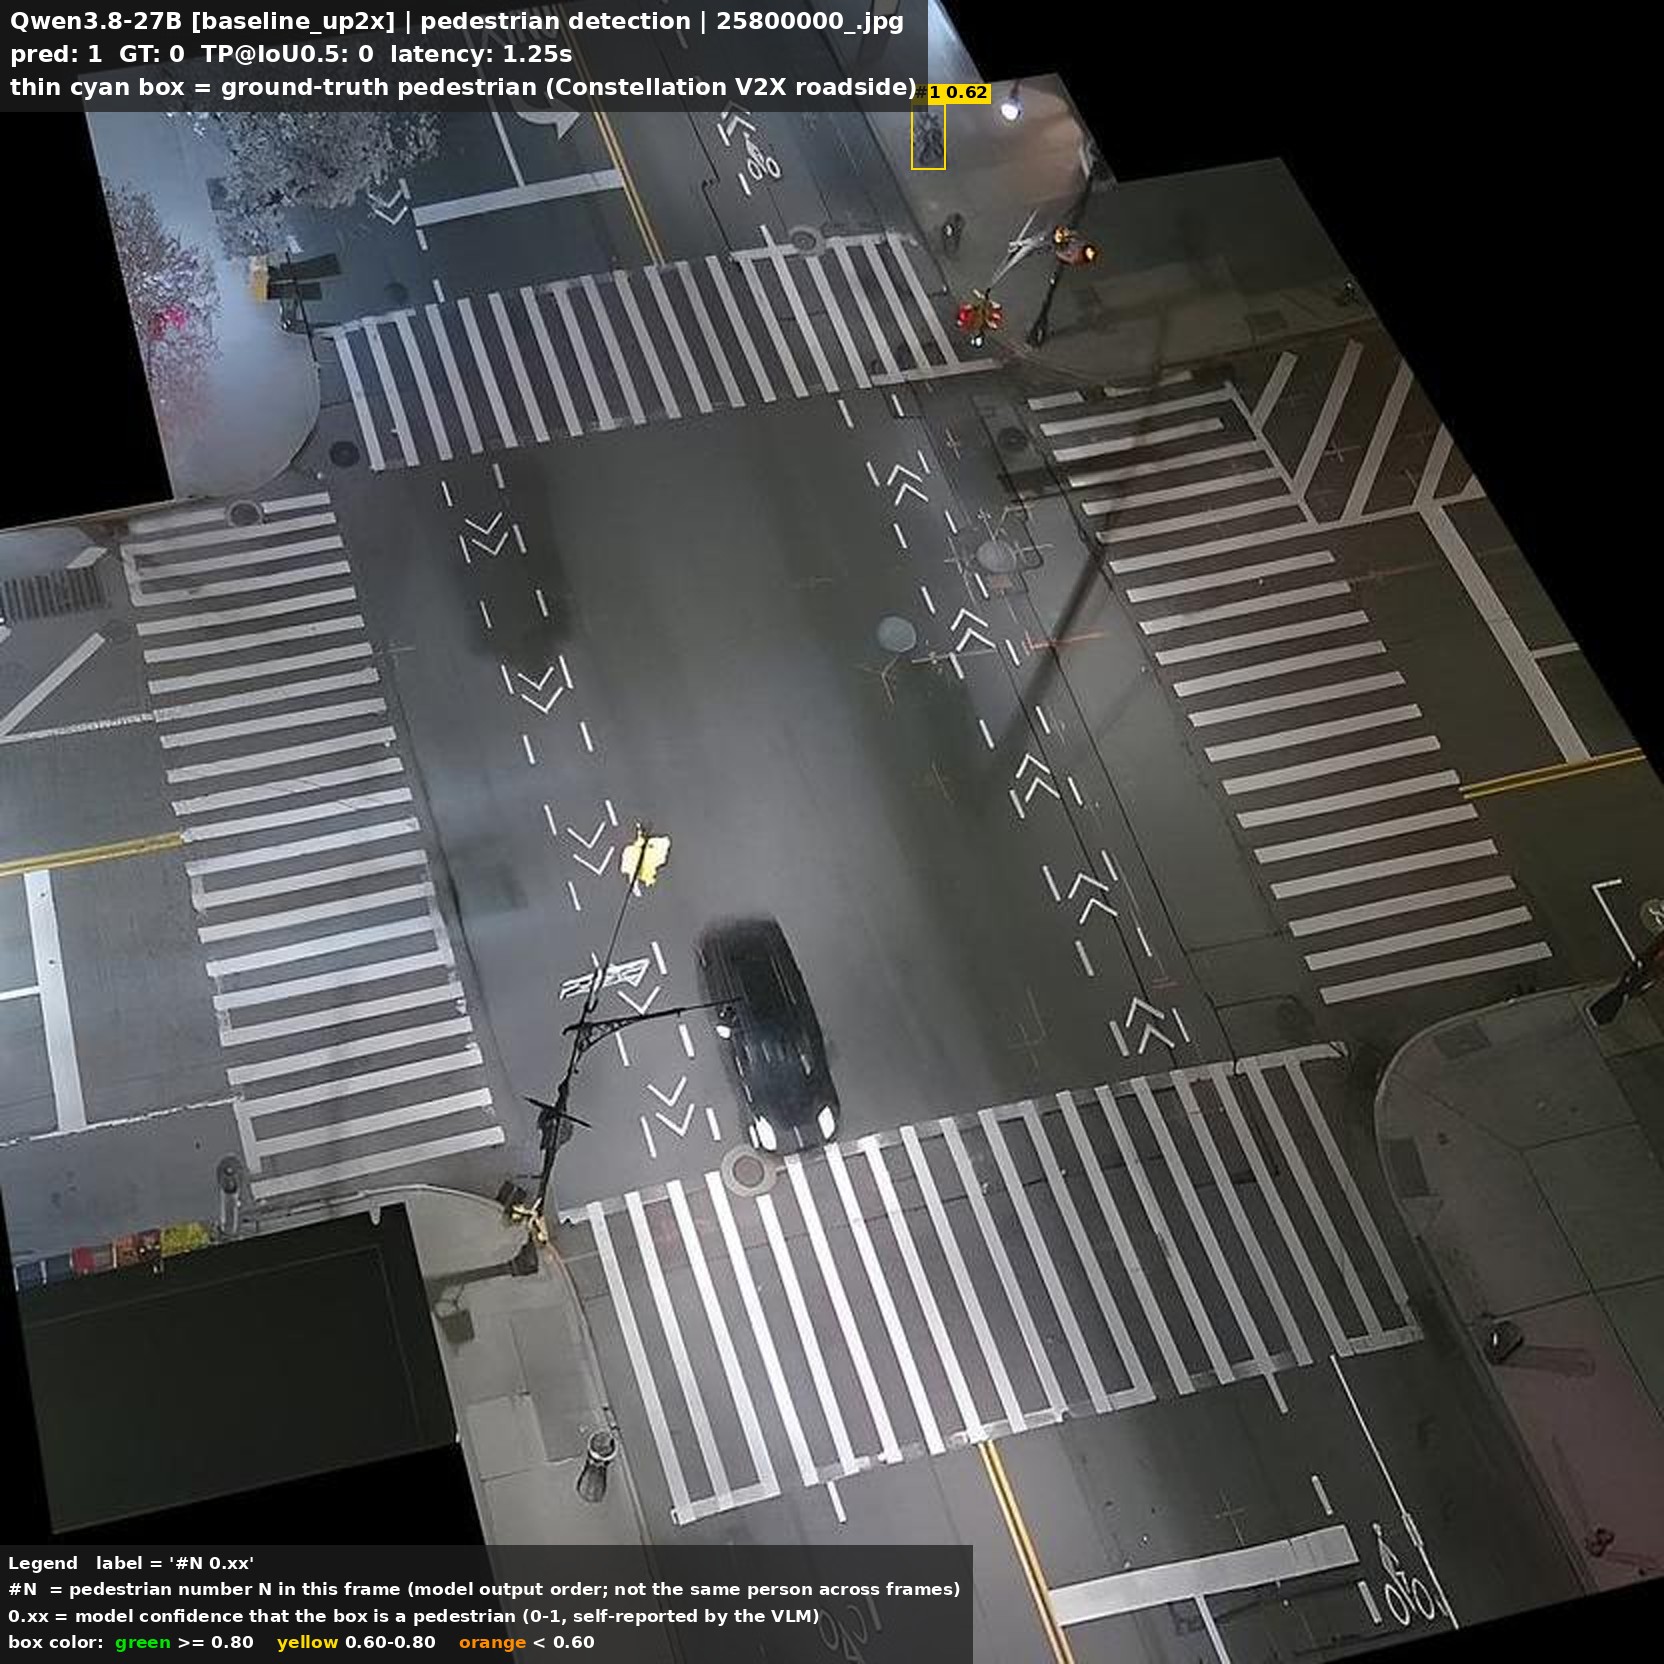 Qwen3.8-27B [baseline_up2x] | pedestrian detection | 25800000_.jpg
pred: 1  GT: 0  TP@IoU0.5: 0  latency: 1.25s
thin cyan box = ground-truth pedestrian (Constellation V2X roadside)
#1 0.62
Legend   label = '#N 0.xx'
#N  = pedestrian number N in this frame (model output order; not the same person across frames)
0.xx = model confidence that the box is a pedestrian (0-1, self-reported by the VLM)
box color:  green >= 0.80    yellow 0.60-0.80    orange < 0.60